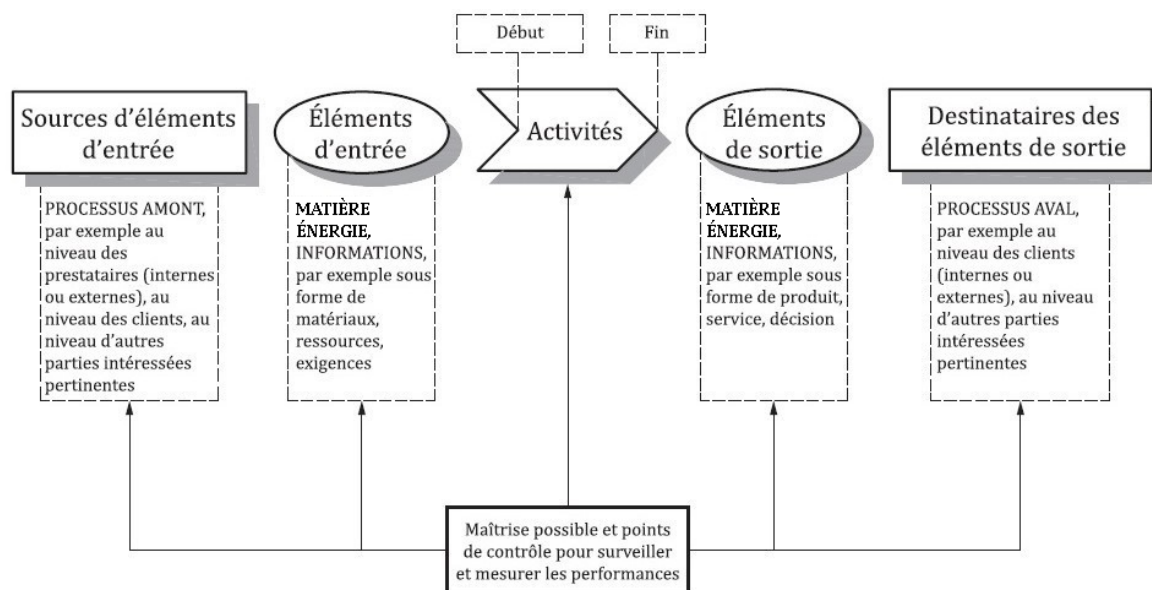 Début
Fin
Sources d'éléments
d'entrée
Éléments
d'entrée
Activités
Éléments
de sortie
Destinataires des
éléments de sortie
PROCESSUS AMONT,
par exemple au
niveau des
prestataires (internes
ou externes), au
niveau des clients, au
niveau d'autres
parties intéressées
pertinentes
MATIÈRE
ÉNERGIE,
INFORMATIONS,
par exemple sous
forme de
matériaux,
ressources,
exigences
MATIÈRE
ÉNERGIE,
INFORMATIONS,
par exemple sous
forme de produit,
service, décision
PROCESSUS AVAL,
par exemple au
niveau des clients
(internes ou
externes), au niveau
d'autres parties
intéressées
pertinentes
Maîtrise possible et points
de contrôle pour surveiller
et mesurer les performances